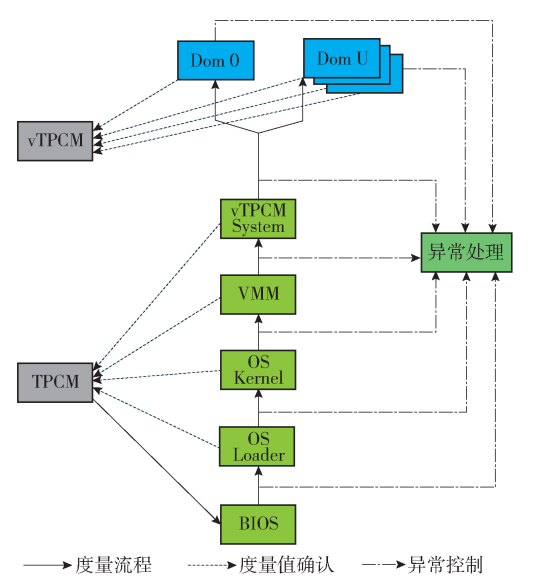 Dom 0
Dom U
vTPCM
vTPCM
System
异常处理
VMM
TPCM
OS
Kernel
OS
Loader
BIOS
度量流程
度量值确认
异常控制